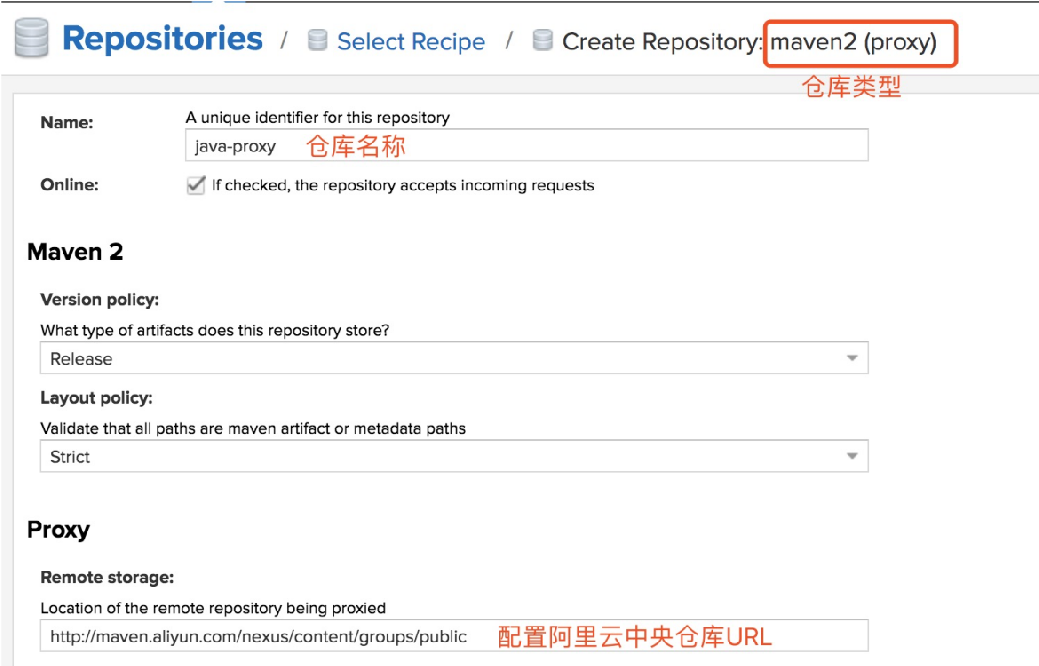 Repositories / Select Recipe / Create Repository: maven2 (proxy)
仓库类型
Name: A unique identifier for this repository
java-proxy 仓库名称
Online: If checked, the repository accepts incoming requests
Maven 2
Version policy:
What type of artifacts does this repository store?
Release
Layout policy:
Validate that all paths are maven artifact or metadata paths
Strict
Proxy
Remote storage:
Location of the remote repository being proxied
http://maven.aliyun.com/nexus/content/groups/public 配置阿里云中央仓库URL